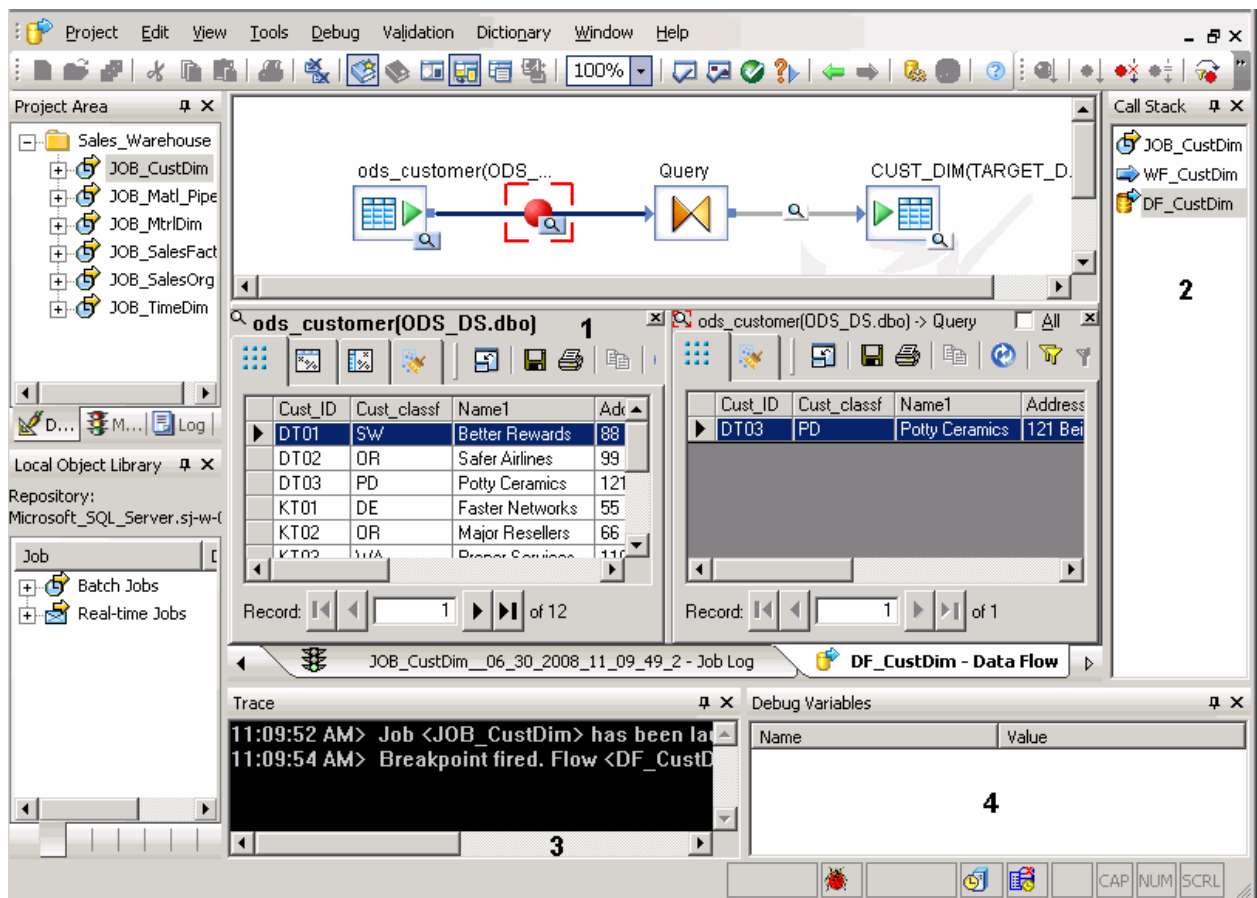 Project Edit View Tools Debug Validation Dictionary Window Help
100%
Project Area
Sales_Warehouse
JOB_CustDim
JOB_Matl_Pipe
JOB_MtrlDim
JOB_SalesFact
JOB_SalesOrg
JOB_TimeDim
D... M... Log
Local Object Library
Repository:
Microsoft_SQL_Server.sj-w-(
Job
Batch Jobs
Real-time Jobs
ods_customer(ODS_...
Query
CUST_DIM(TARGET_D.
ods_customer(ODS_DS.dbo) 1
Cust_ID Cust_classf Name1
DT01 SW Better Rewards 88
DT02 OR Safer Airlines 99
DT03 PD Potty Ceramics 121
KT01 DE Faster Networks 55
KT02 OR Major Resellers 66
Record: 1 of 12
ods_customer(ODS_DS.dbo) -> Query All
Cust_ID Cust_classf Name1 Address
DT03 PD Potty Ceramics 121 Bei
Record: 1 of 1
JOB_CustDim__06_30_2008_11_09_49_2 - Job Log
DF_CustDim - Data Flow
Call Stack
JOB_CustDim
WF_CustDim
DF_CustDim
2
Trace
11:09:52 AM> Job <JOB_CustDim> has been la
11:09:54 AM> Breakpoint fired. Flow <DF_CustD
3
Debug Variables
Name Value
4
CAP NUM SCRL